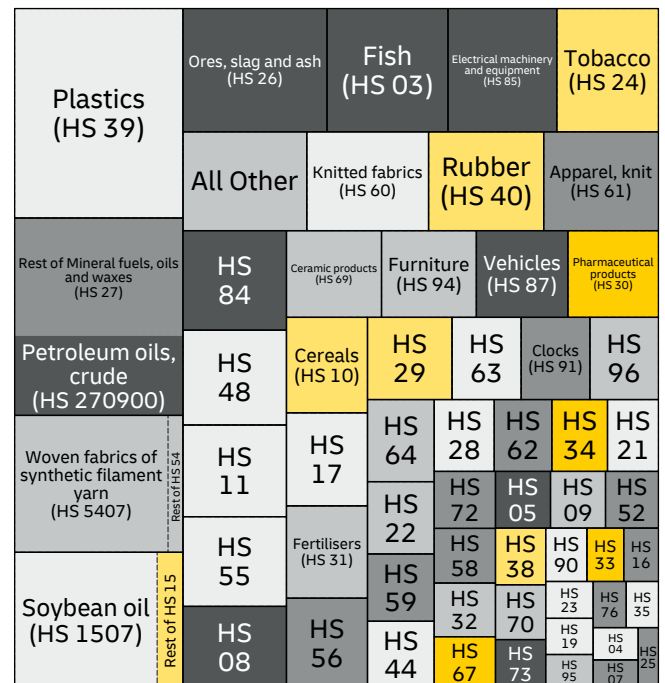 Plastics
(HS 39)
Ores, slag and ash
(HS 26)
Fish
(HS 03)
Electrical machinery
and equipment
(HS 85)
Tobacco
(HS 24)
All Other
Knitted fabrics
(HS 60)
Rubber
(HS 40)
Apparel, knit
(HS 61)
Rest of Mineral fuels, oils
and waxes
(HS 27)
Petroleum oils,
crude
(HS 270900)
Woven fabrics of
synthetic filament
yarn
(HS 5407)
Rest of HS 54
Soybean oil
(HS 1507)
Rest of HS 15
HS
84
HS
48
HS
11
HS
55
HS
08
Ceramic products
(HS 69)
Furniture
(HS 94)
Vehicles
(HS 87)
Pharmaceutical
products
(HS 30)
Cereals
(HS 10)
HS
29
HS
63
Clocks
(HS 91)
HS
96
HS
17
Fertilisers
(HS 31)
HS
56
HS
64
HS
22
HS
59
HS
44
HS
28
HS
62
HS
34
HS
21
HS
72
HS
05
HS
09
HS
52
HS
58
HS
38
HS
90
HS
33
HS
16
HS
32
HS
70
HS
23
HS
76
HS
35
HS
19
HS
04
HS
67
HS
73
HS
95
HS
07
HS
25